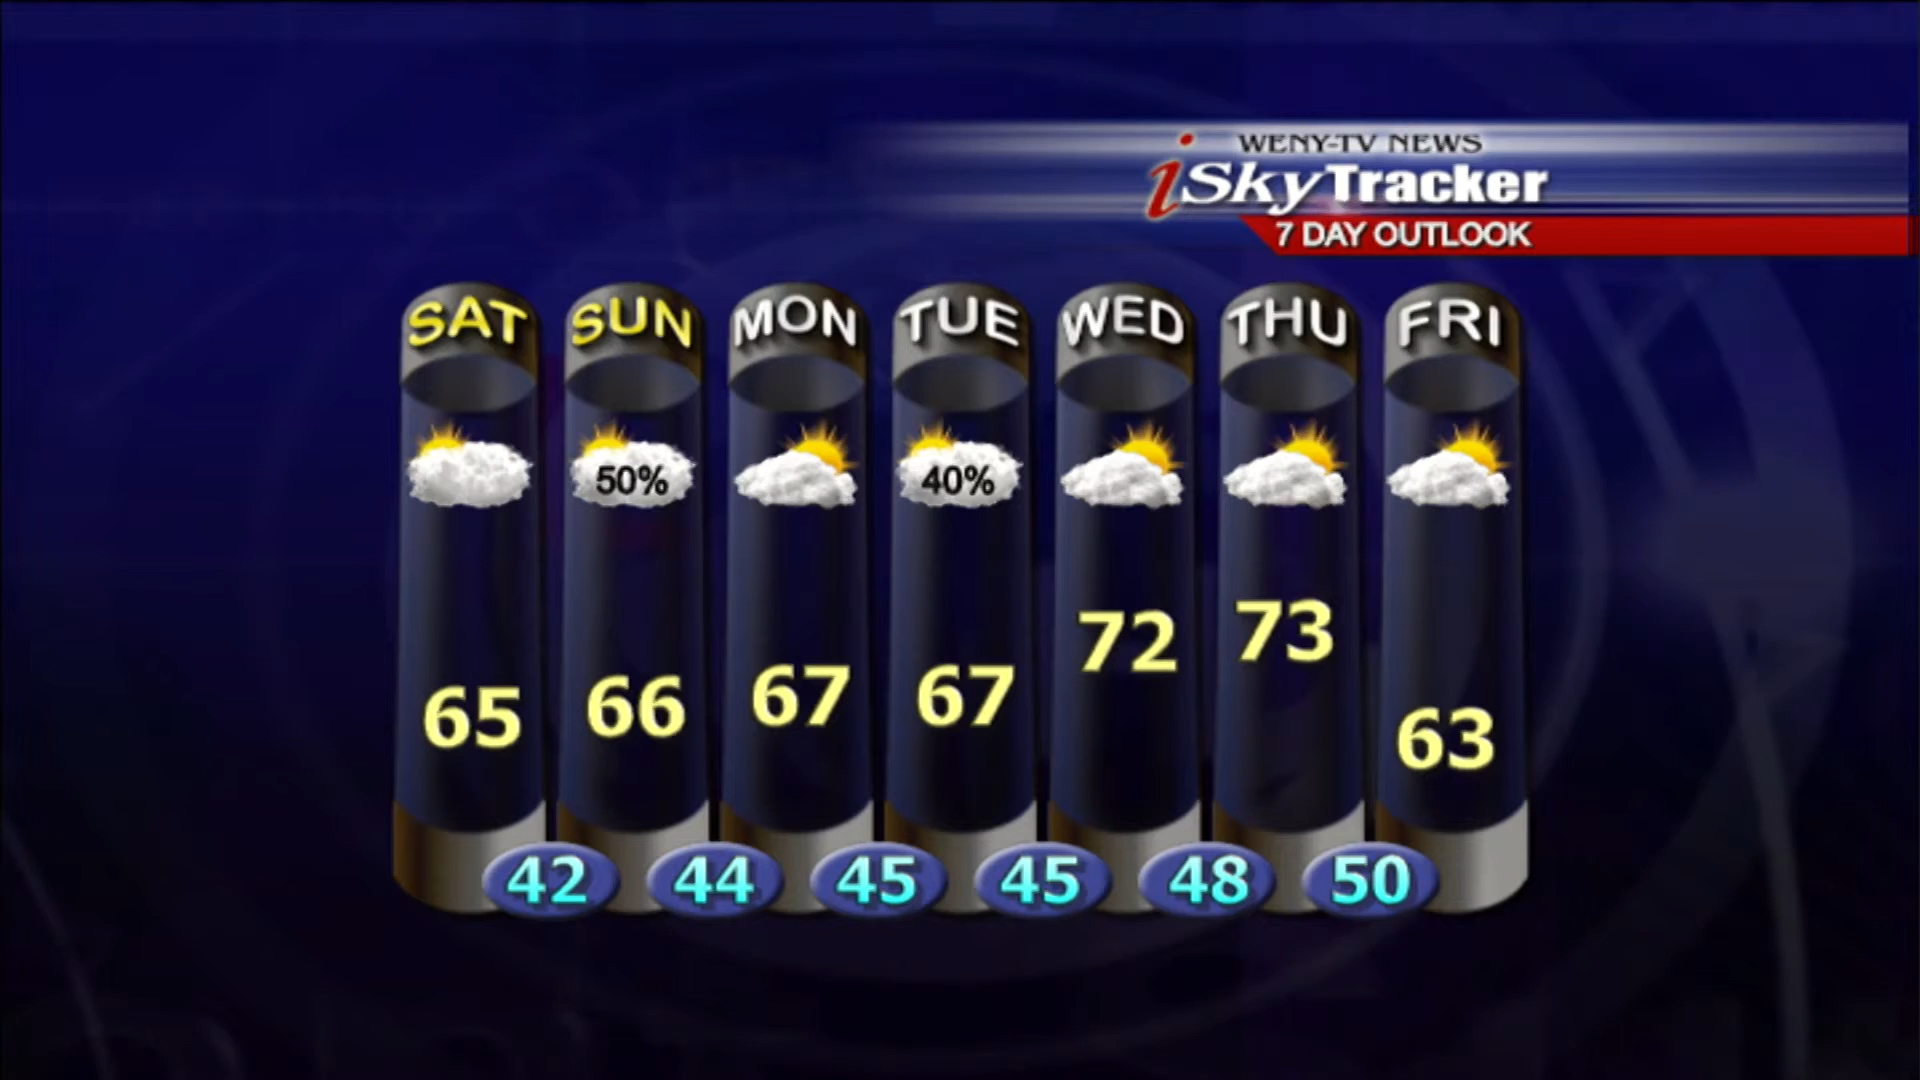 WENY-TV NEWS
iSkyTracker
7 DAY OUTLOOK
SAT SUN MON TUE WED THU FRI
50% 40%
65 66 67 67 72 73 63
42 44 45 45 48 50